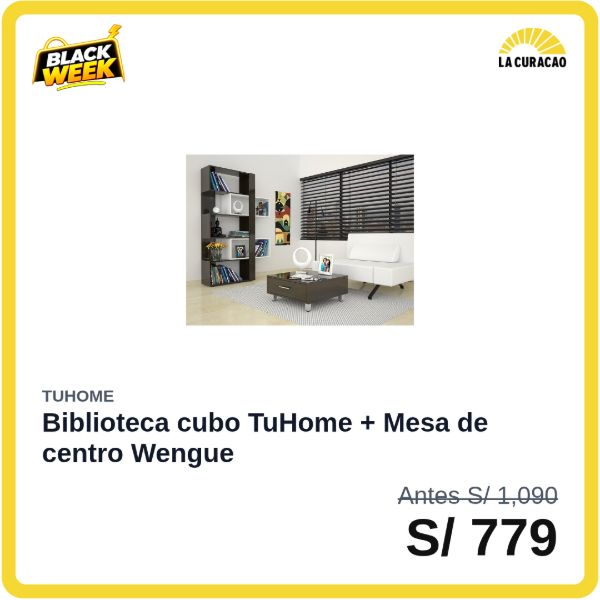 BLACK
WEEK
LA CURACAO
TUHOME
Biblioteca cubo TuHome + Mesa de
centro Wengue
Antes S/ 1,090
S/ 779